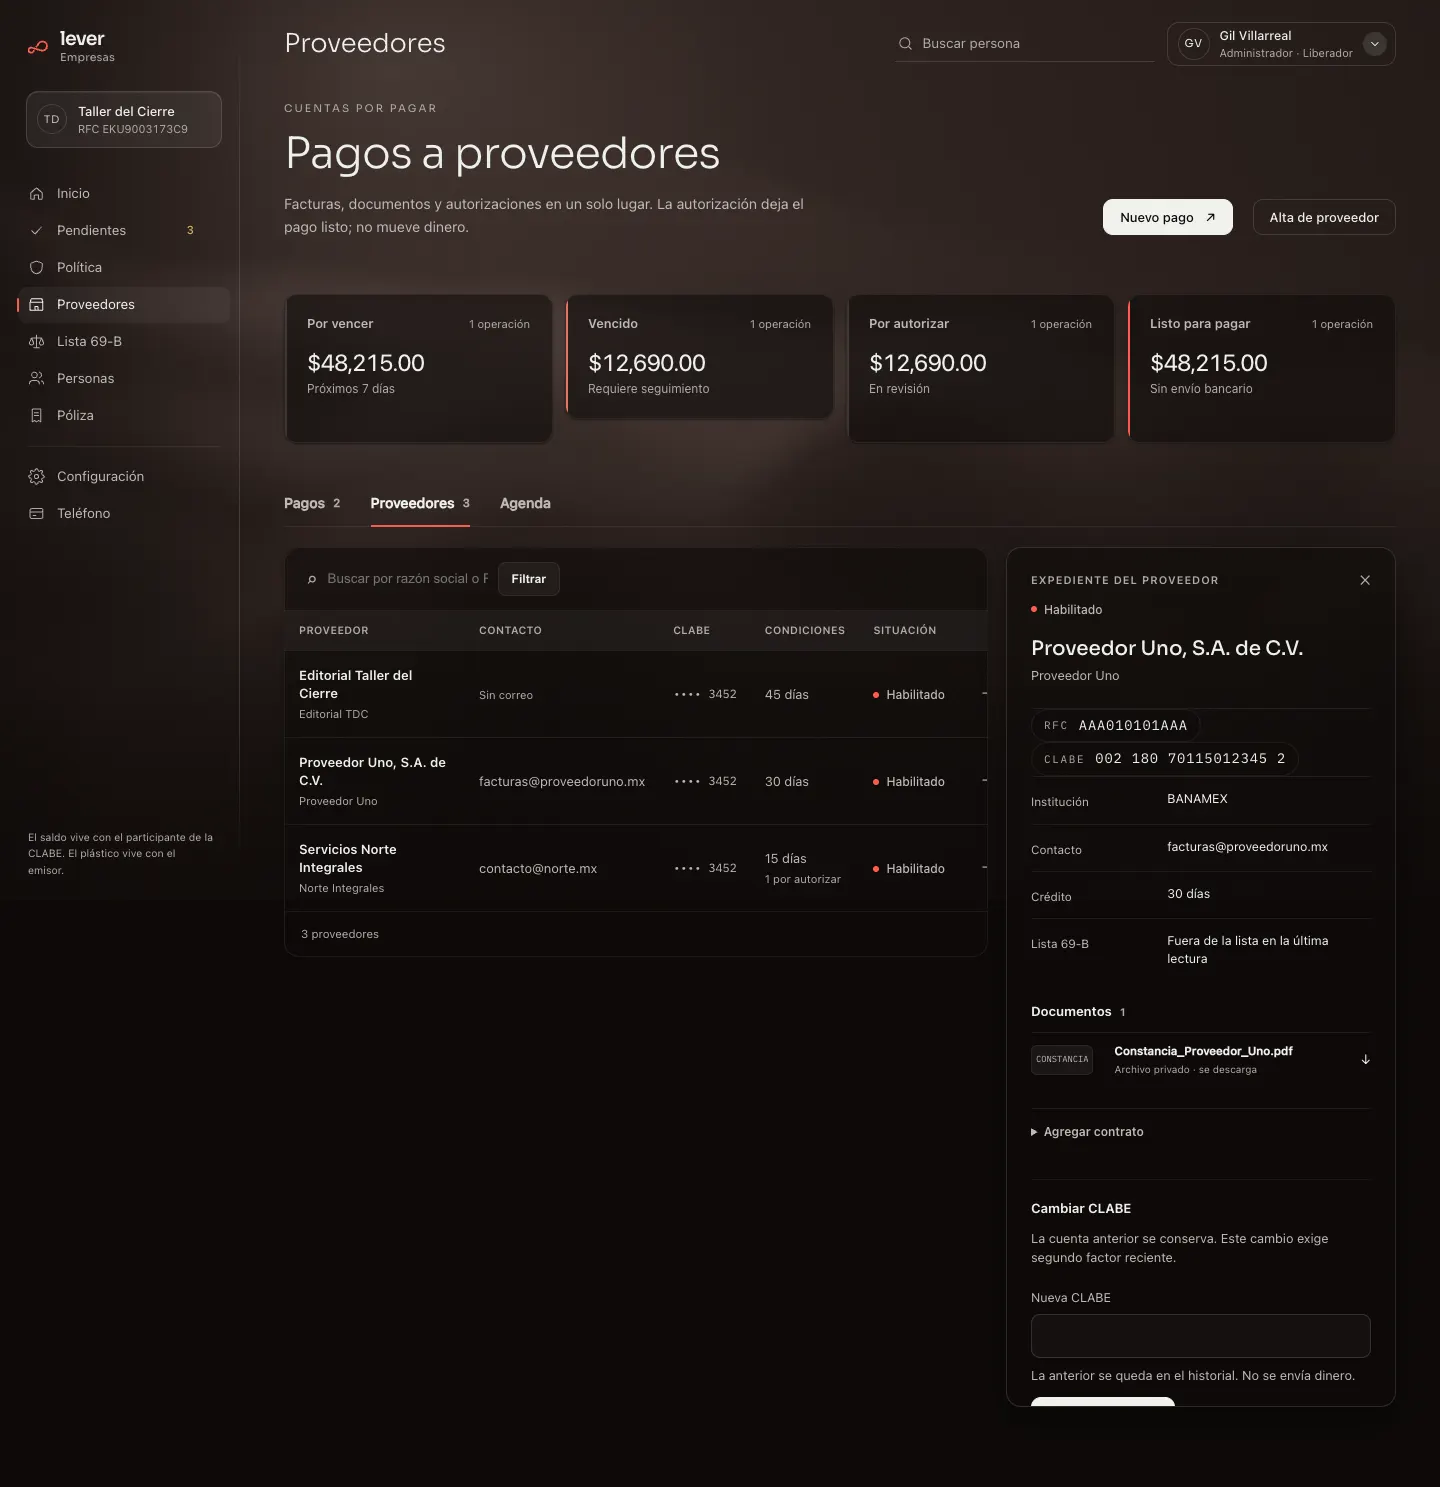 lever
Empresas
TD
Taller del Cierre
RFC EKU9003173C9
Inicio
Pendientes 3
Política
Proveedores
Lista 69-B
Personas
Póliza
Configuración
Teléfono
El saldo vive con el participante de la
CLABE. El plástico vive con el
emisor.
Proveedores
Buscar persona
GV
Gil Villarreal
Administrador · Liberador
CUENTAS POR PAGAR
Pagos a proveedores
Facturas, documentos y autorizaciones en un solo lugar. La autorización deja el
pago listo; no mueve dinero.
Nuevo pago
Alta de proveedor
Por vencer 1 operación
$48,215.00
Próximos 7 días
Vencido 1 operación
$12,690.00
Requiere seguimiento
Por autorizar 1 operación
$12,690.00
En revisión
Listo para pagar 1 operación
$48,215.00
Sin envío bancario
Pagos 2 Proveedores 3 Agenda
Buscar por razón social o Filtrar
PROVEEDOR CONTACTO CLABE CONDICIONES SITUACIÓN
Editorial Taller del
Cierre
Editorial TDC
Sin correo
•••• 3452
45 días
Habilitado
Proveedor Uno, S.A. de
C.V.
Proveedor Uno
facturas@proveedoruno.mx
•••• 3452
30 días
Habilitado
Servicios Norte
Integrales
Norte Integrales
contacto@norte.mx
•••• 3452
15 días
1 por autorizar
Habilitado
3 proveedores
EXPEDIENTE DEL PROVEEDOR
Habilitado
Proveedor Uno, S.A. de C.V.
Proveedor Uno
RFC AAA010101AAA
CLABE 002 180 70115012345 2
Institución BANAMEX
Contacto facturas@proveedoruno.mx
Crédito 30 días
Lista 69-B Fuera de la lista en la última
lectura
Documentos 1
CONSTANCIA
Constancia_Proveedor_Uno.pdf
Archivo privado · se descarga
Agregar contrato
Cambiar CLABE
La cuenta anterior se conserva. Este cambio exige
segundo factor reciente.
Nueva CLABE
La anterior se queda en el historial. No se envía dinero.